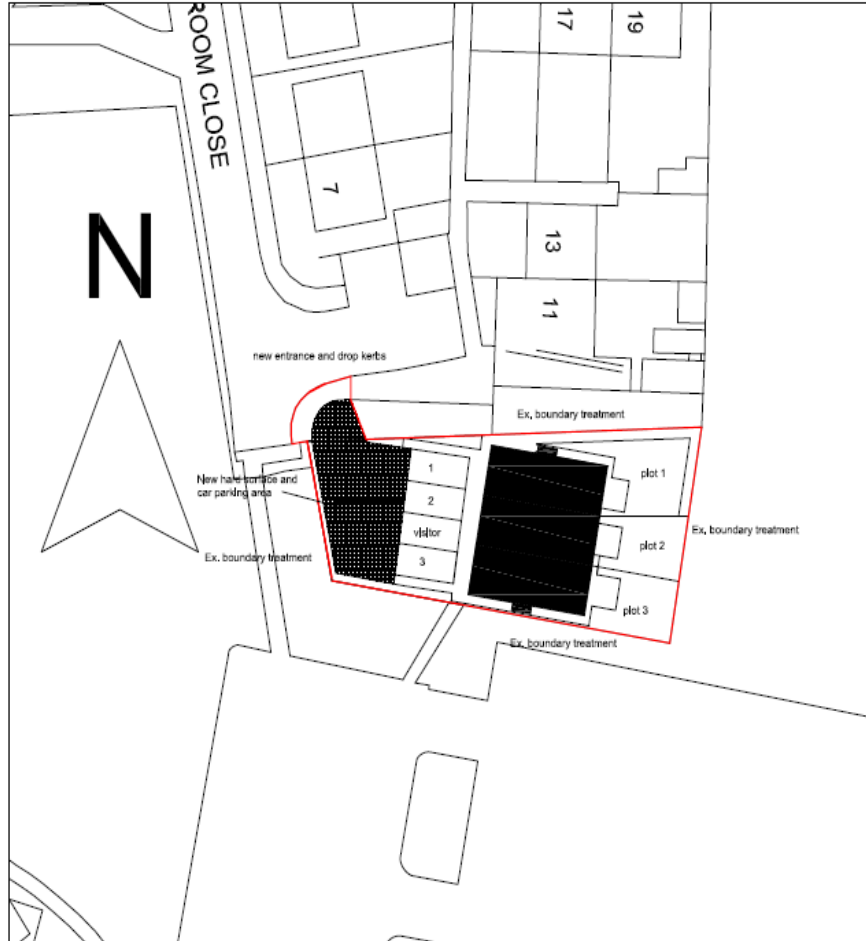 ROOM CLOSE
17
19
7
N
13
11
new entrance and drop kerbs
Ex, boundary treatment
New hard surface and
car parking area
1
2
visitor
3
plot 1
plot 2
plot 3
Ex, boundary treatment
Ex. boundary treatment
Ex. boundary treatment